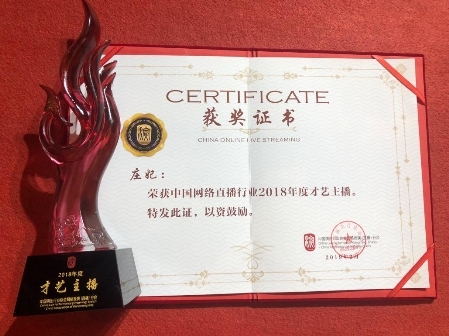 CERTIFICATE
获奖证书
CHINA ONLINE LIVE STREAMING
庄妃：
荣获中国网络直播行业2018年度才艺主播。
特发此证，以资鼓励。
2018年度
才艺主播